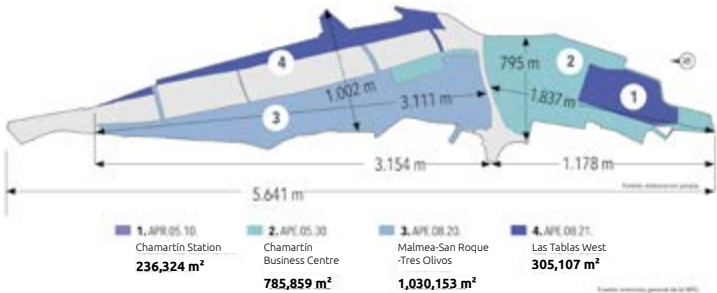 4
795 m
2
1.002 m
3.111 m
1.837 m
1
3
3.154 m
1.178 m
5.641 m
Fuente: elaboración propia.
1. APR.05.10.
Chamartín Station
236,324 m²
2. APE.05.30.
Chamartín
Business Centre
785,859 m²
3. APE.08.20.
Malmea-San Roque
-Tres Olivos
1,030,153 m²
4. APE.08.21.
Las Tablas West
305,107 m²